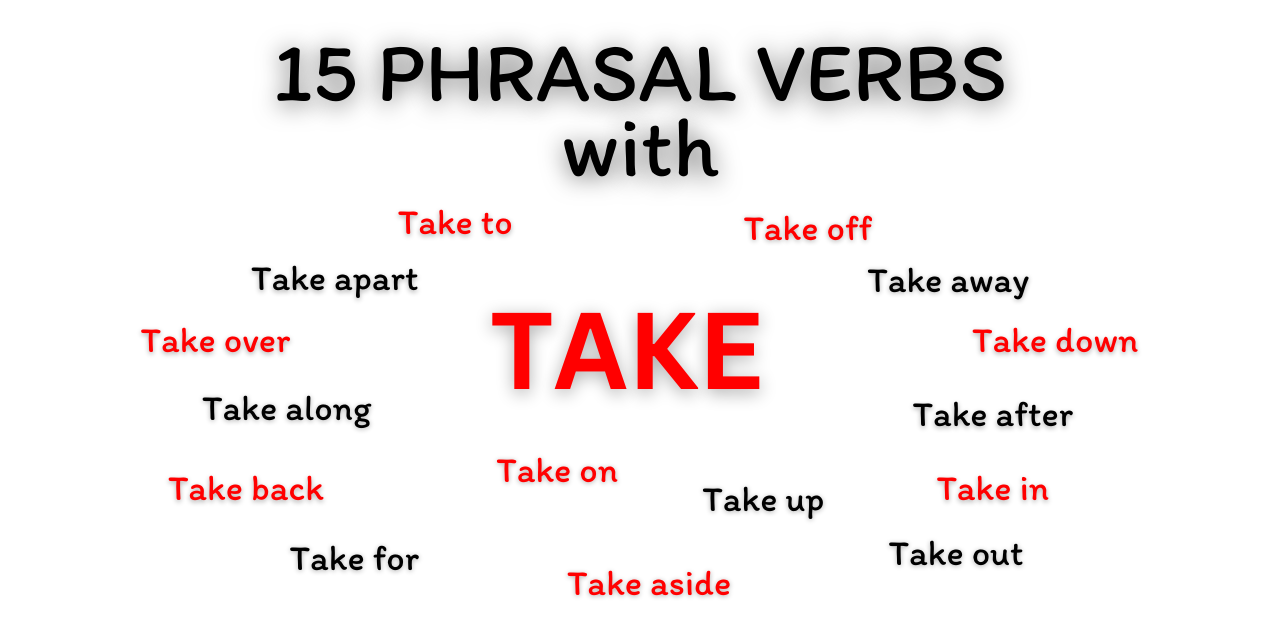 15 PHRASAL VERBS
with
Take to
Take off
Take apart
Take away
TAKE
Take over
Take down
Take along
Take after
Take on
Take back
Take up
Take in
Take for
Take out
Take aside